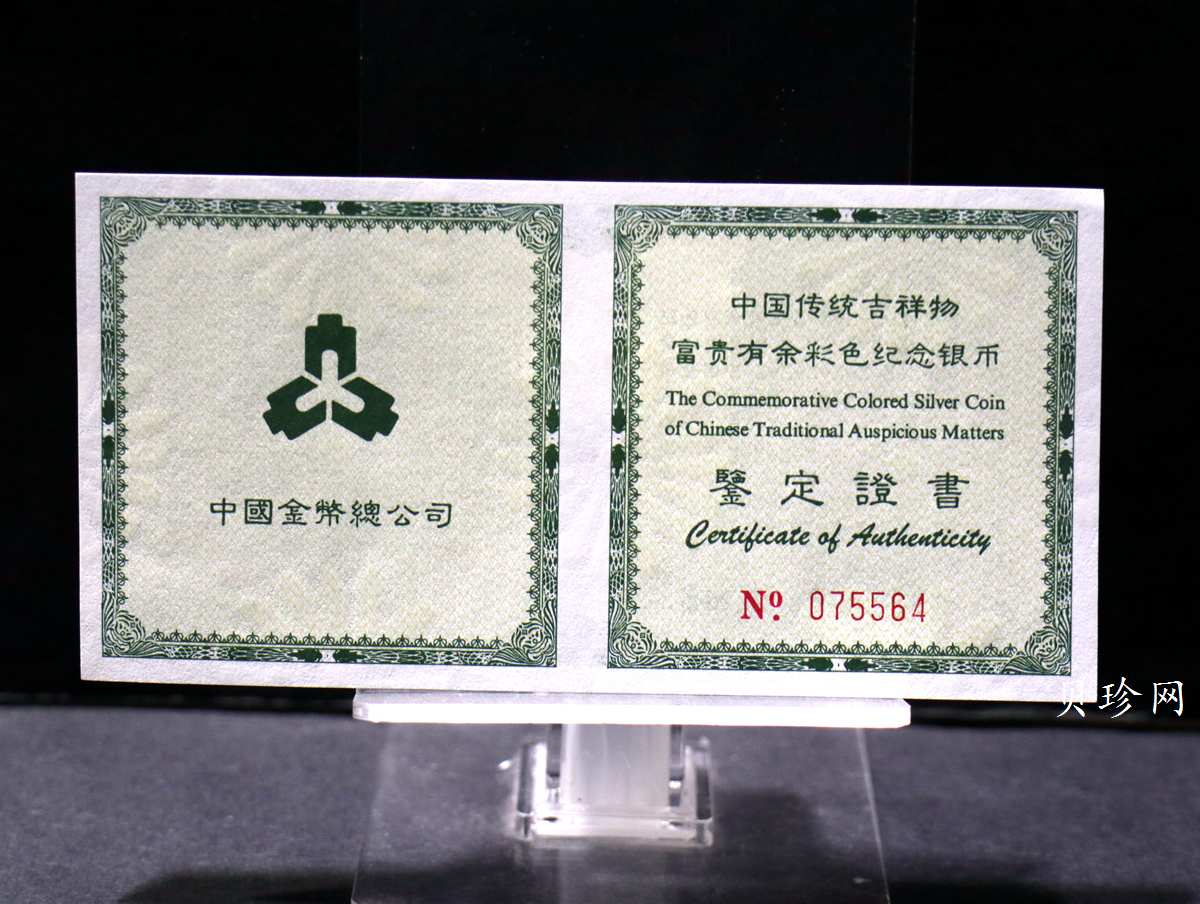 中國金幣總公司
中国传统吉祥物
富贵有余彩色纪念银币
The Commemorative Colored Silver Coin
of Chinese Traditional Auspicious Matters
鑒定證書
Certificate of Authenticity
Nº 075564
贝珍网